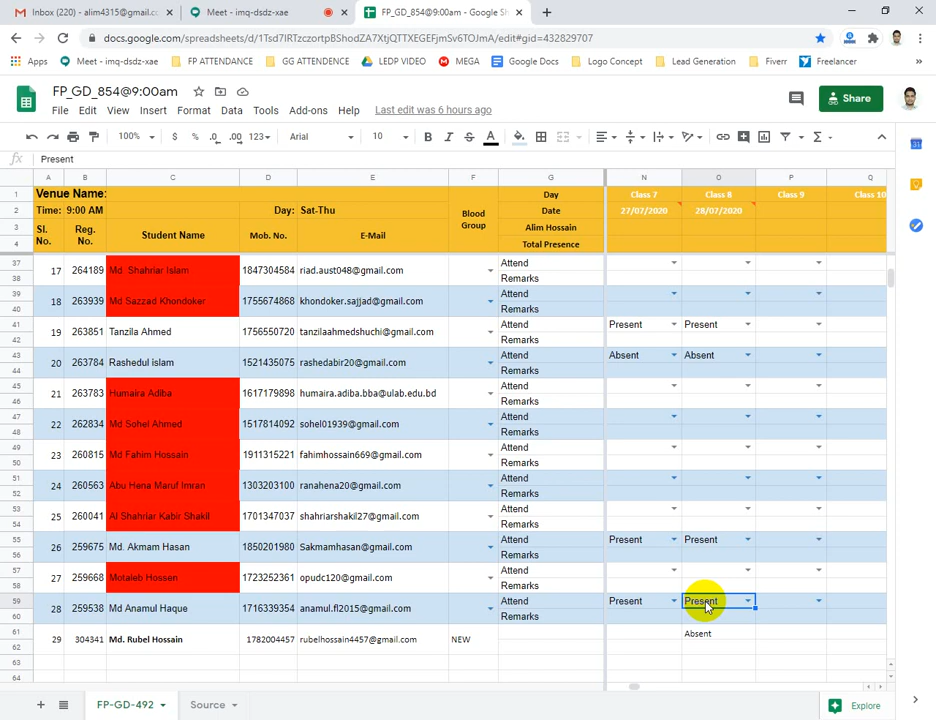 Inbox (220) - alim4315@gmail.cc
Meet - imq-dsdz-xae
FP_GD_854@9:00am - Google Sh
docs.google.com/spreadsheets/d/1Tsd7IRTzczortpBShodZA7XtjQTTXEGEFjmSv6TOJmA/edit#gid=432829707
Apps
Meet - imq-dsdz-xae
FP ATTENDANCE
GG ATTENDENCE
LEDP VIDEO
MEGA
Google Docs
Logo Concept
Lead Generation
Fiverr
Freelancer
»
FP_GD_854@9:00am
File Edit View Insert Format Data Tools Add-ons Help Last edit was 6 hours ago
Share
100% $ % .0 .00 123 Arial 10 B I S A
fx Present
A B C D E F G N O P Q
1 Venue Name: Day Class 7 Class 8 Class 9 Class 10
2 Time: 9:00 AM Day: Sat-Thu Blood Group Date 27/07/2020 28/07/2020
3 Sl. No. Reg. No. Student Name Mob. No. E-Mail Alim Hossain
4 Total Presence
37 17 264189 Md Shahriar Islam 1847304584 riad.aust048@gmail.com Attend
38 Remarks
39 18 263939 Md Sazzad Khondoker 1755674868 khondoker.sajjad@gmail.com Attend
40 Remarks
41 19 263851 Tanzila Ahmed 1756550720 tanzilaahmedshuchi@gmail.com Attend Present Present
42 Remarks
43 20 263784 Rashedul islam 1521435075 rashedabir20@gmail.com Attend Absent Absent
44 Remarks
45 21 263783 Humaira Adiba 1617179898 humaira.adiba.bba@ulab.edu.bd Attend
46 Remarks
47 22 262834 Md Sohel Ahmed 1517814092 sohel01939@gmail.com Attend
48 Remarks
49 23 260815 Md Fahim Hossain 1911315221 fahimhossain669@gmail.com Attend
50 Remarks
51 24 260563 Abu Hena Maruf Imran 1303203100 ranahena20@gmail.com Attend
52 Remarks
53 25 260041 Al Shahriar Kabir Shakil 1701347037 shahriarshakil27@gmail.com Attend
54 Remarks
55 26 259675 Md. Akmam Hasan 1850201980 Sakmamhasan@gmail.com Attend Present Present
56 Remarks
57 27 259668 Motaleb Hossen 1723252361 opudc120@gmail.com Attend
58 Remarks
59 28 259538 Md Anamul Haque 1716339354 anamul.fl2015@gmail.com Attend Present Present
60 Remarks
61 29 304341 Md. Rubel Hossain 1782004457 rubelhossain4457@gmail.com NEW Absent
62
63
64
FP-GD-492 Source Explore